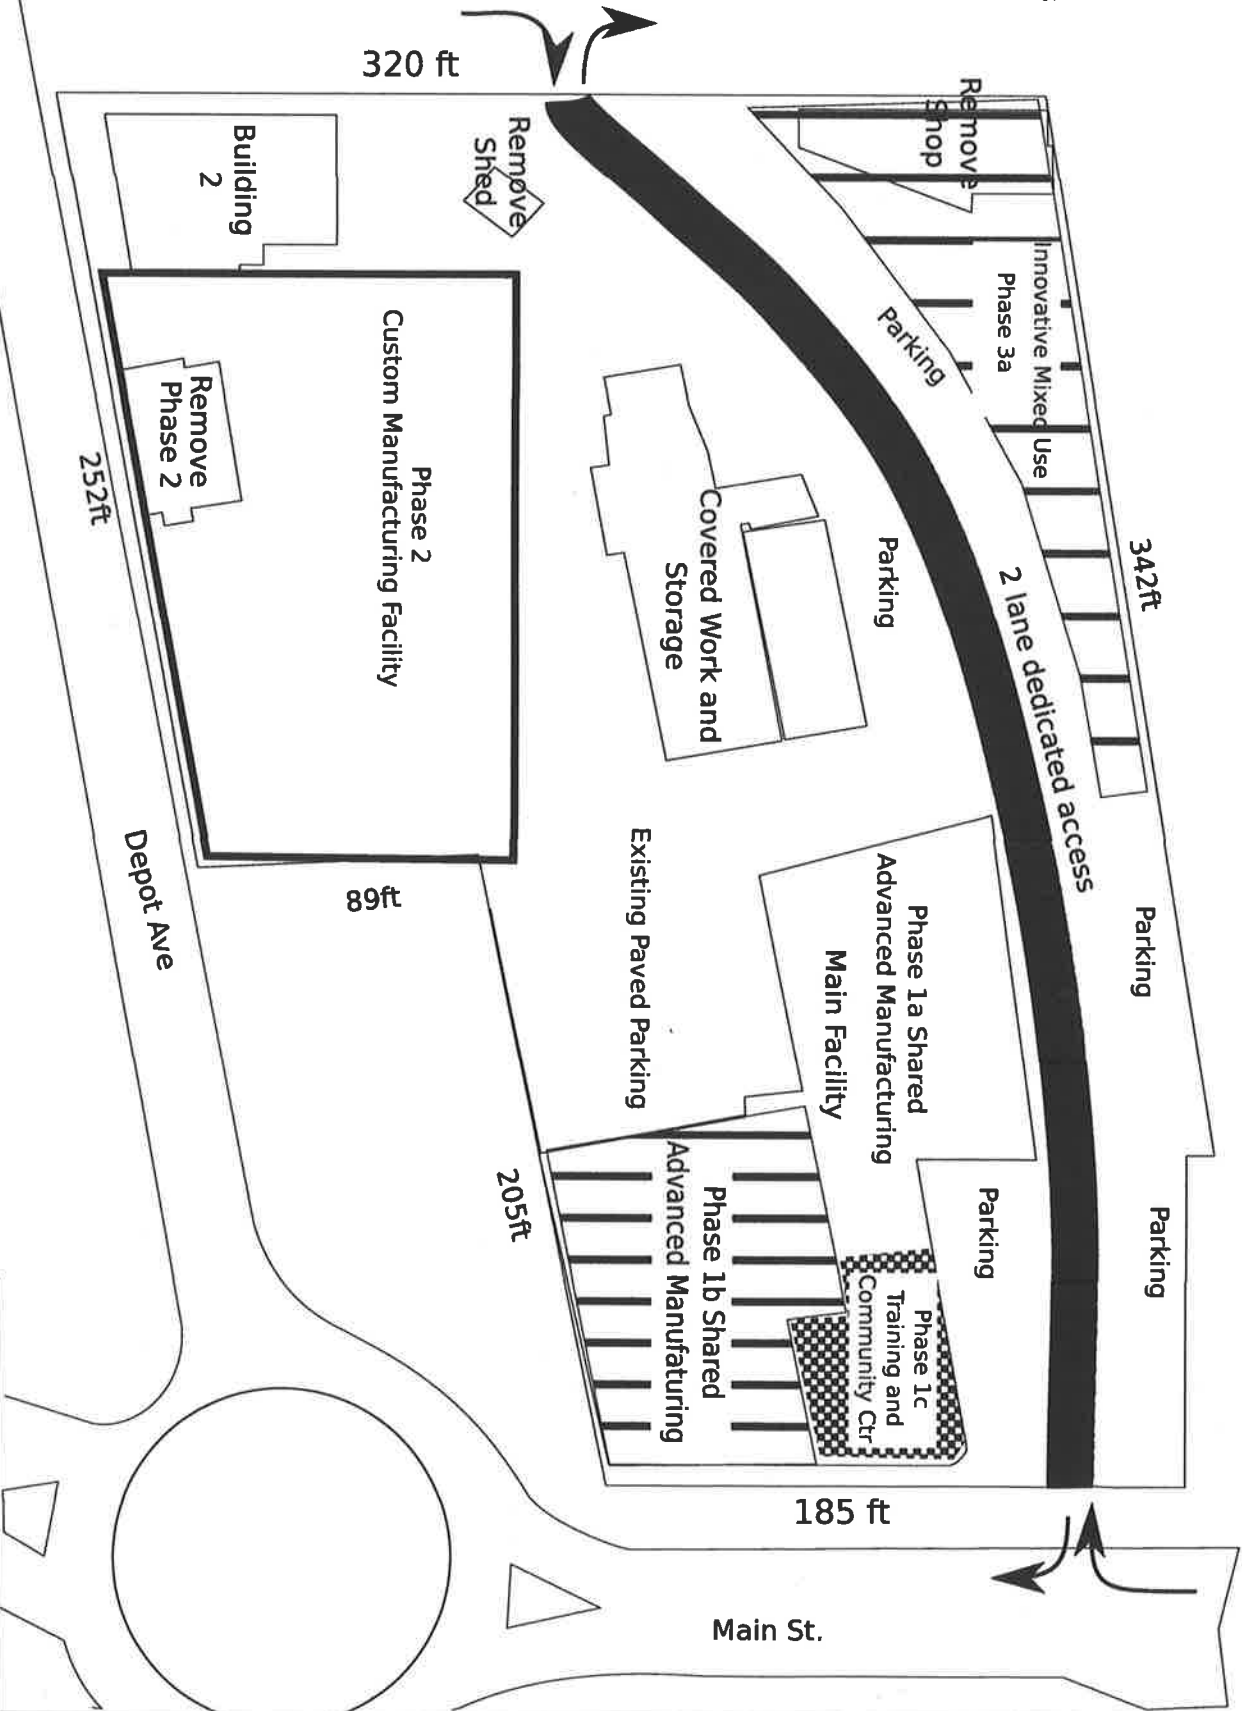 320 ft
Remove
Shop
Building
2
Remove
Shed
Innovative Mixed Use
Phase 3a
Parking
Phase 2
Custom Manufacturing Facility
Remove
Phase 2
252ft
Covered Work and
Storage
Parking
342ft
2 lane dedicated access
Depot Ave
89ft
Existing Paved Parking
Phase 1a Shared
Advanced Manufacturing
Main Facility
Parking
205ft
Phase 1b Shared
Advanced Manufaturing
Parking
Parking
Phase 1c
Training and
Community Ctr
185 ft
Main St.